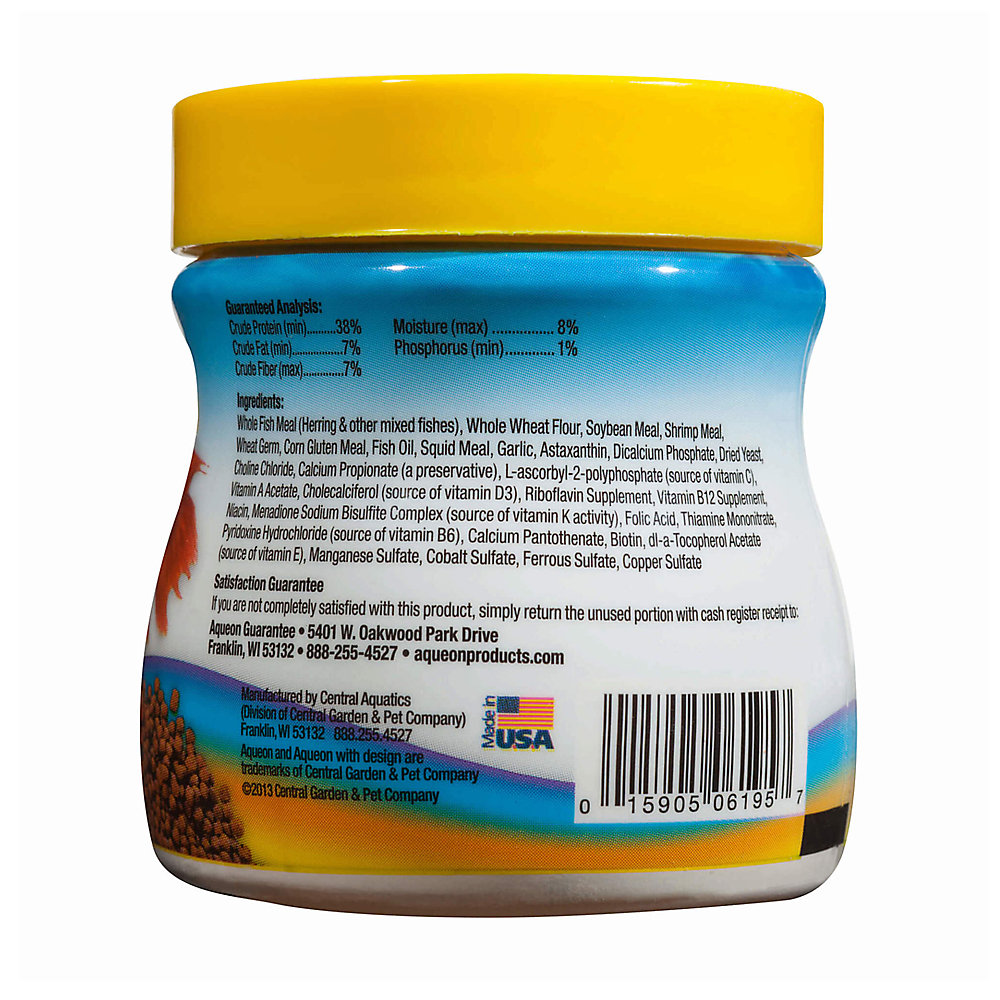 Guaranteed Analysis:
Crude Protein (min)..........38% Moisture (max) ............... 8%
Crude Fat (min)..................7% Phosphorus (min)............ 1%
Crude Fiber (max)...............7%
Ingredients:
Whole Fish Meal (Herring & other mixed fishes), Whole Wheat Flour, Soybean Meal, Shrimp Meal,
Wheat Germ, Corn Gluten Meal, Fish Oil, Squid Meal, Garlic, Astaxanthin, Dicalcium Phosphate, Dried Yeast,
Choline Chloride, Calcium Propionate (a preservative), L-ascorbyl-2-polyphosphate (source of vitamin C),
Vitamin A Acetate, Cholecalciferol (source of vitamin D3), Riboflavin Supplement, Vitamin B12 Supplement,
Niacin, Menadione Sodium Bisulfite Complex (source of vitamin K activity), Folic Acid, Thiamine Mononitrate,
Pyridoxine Hydrochloride (source of vitamin B6), Calcium Pantothenate, Biotin, dl-a-Tocopherol Acetate
(source of vitamin E), Manganese Sulfate, Cobalt Sulfate, Ferrous Sulfate, Copper Sulfate
Satisfaction Guarantee
If you are not completely satisfied with this product, simply return the unused portion with cash register receipt to:
Aqueon Guarantee • 5401 W. Oakwood Park Drive
Franklin, WI 53132 • 888-255-4527 • aqueonproducts.com
Manufactured by Central Aquatics
(Division of Central Garden & Pet Company)
Franklin, WI 53132 888.255.4527
Aqueon and Aqueon with design are
trademarks of Central Garden & Pet Company
©2013 Central Garden & Pet Company
Made in
USA
0 15905 06195 7